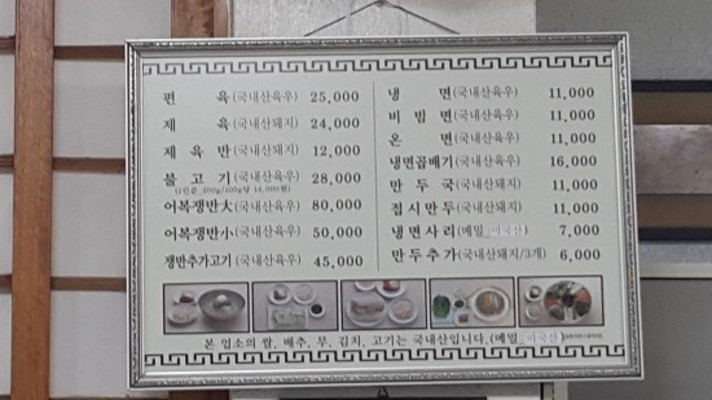 편 육 (국내산육우) 25,000
제 육 (국내산돼지) 24,000
제 육 반 (국내산돼지) 12,000
불 고 기 (국내산육우) 28,000
(1인분_200g/100g당 14,000원)
어복쟁반大 (국내산육우) 80,000
어복쟁반小 (국내산육우) 50,000
쟁반추가고기 (국내산육우) 45,000
냉 면 (국내산육우) 11,000
비 빔 면 (국내산육우) 11,000
온 면 (국내산육우) 11,000
냉면곱배기 (국내산육우) 16,000
만 두 국 (국내산돼지) 11,000
접 시 만 두 (국내산돼지) 11,000
냉 면 사 리 (메밀_미국산) 7,000
만 두 추 가 (국내산돼지/3개) 6,000
본 업소의 쌀, 배추, 무, 김치, 고기는 국내산입니다. (메밀_미국산)